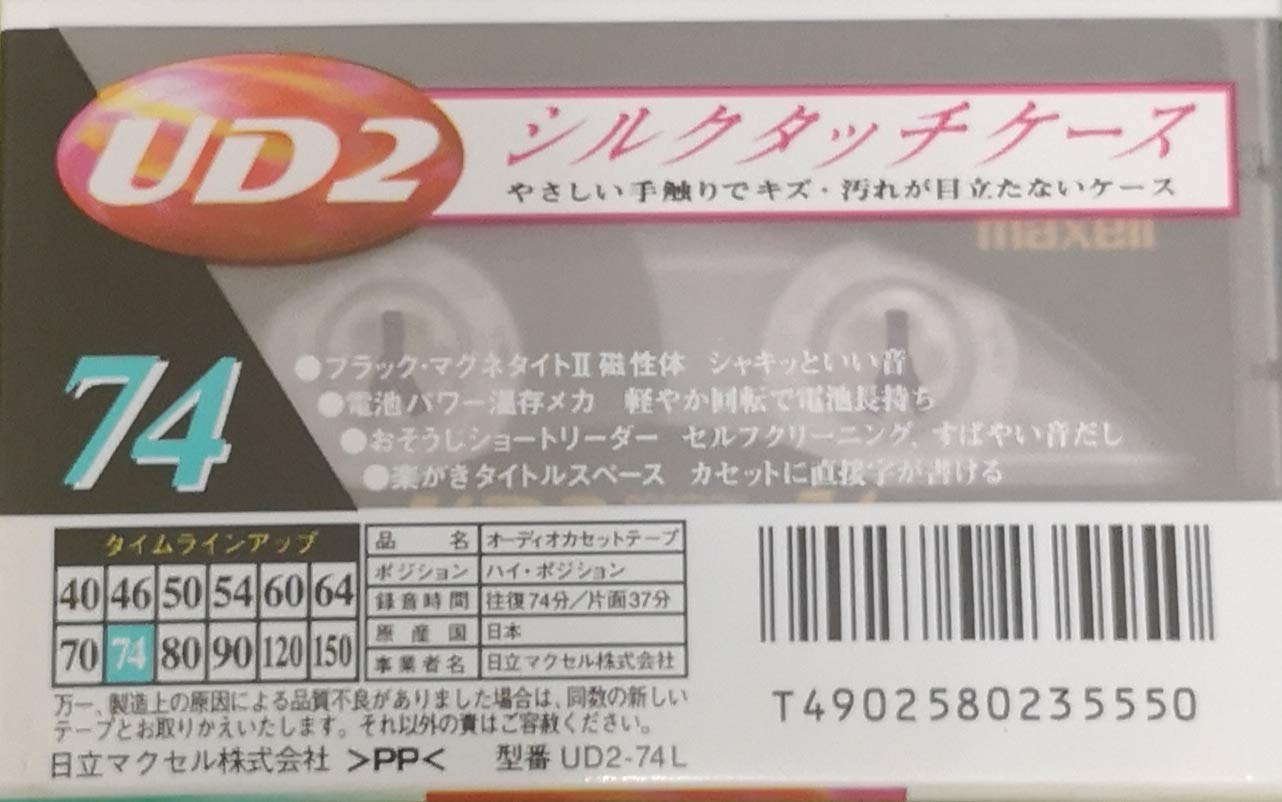 UD2
シルクタッチケース
やさしい手触りでキズ・汚れが目立たないケース
maxell
74
●ブラック・マグネタイトII磁性体 シャキッといい音
●電池パワー温存メカ 軽やか回転で電池長持ち
●おそうじショートリーダー セルフクリーニング、すばやい音だし
●楽がきタイトルスペース カセットに直接字が書ける
タイムラインアップ
40 46 50 54 60 64
70 74 80 90 120 150
品名 オーディオカセットテープ
ポジション ハイ・ポジション
録音時間 往復74分/片面37分
原産国 日本
事業者名 日立マクセル株式会社
T4902580235550
万一、製造上の原因による品質不良がありました場合は、同数の新しい
テープとお取りかえいたします。それ以外の責はご容赦ください。
日立マクセル株式会社 >PP< 型番 UD2-74L